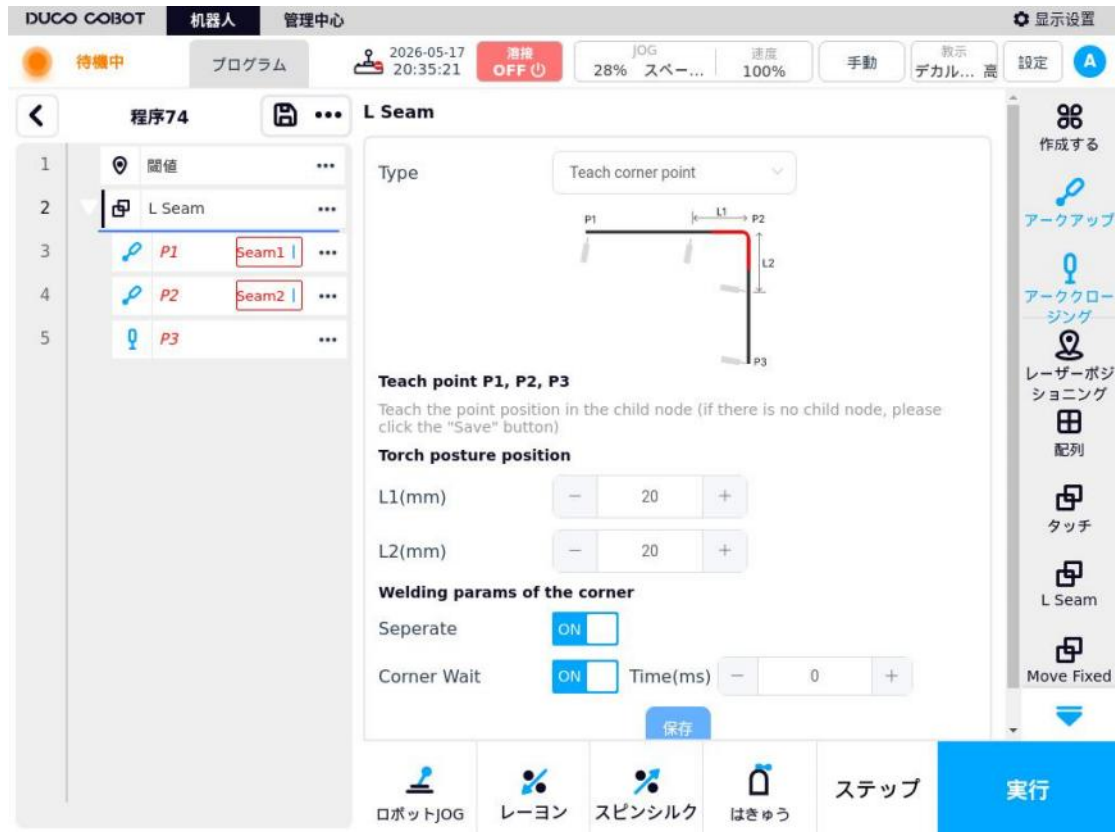 DUCO COBOT 机器人 管理中心 显示设置
待機中 プログラム 2026-05-17 20:35:21 溶接 OFF JOG 28% スペー... 速度 100% 手動 教示 デカル... 高 設定 A
程序74 ••• L Seam
1 閾値 •••
2 L Seam •••
3 P1 Seam1 •••
4 P2 Seam2 •••
5 P3 •••
Type Teach corner point
P1 L1 P2
L2
P3
Teach point P1, P2, P3
Teach the point position in the child node (if there is no child node, please
click the "Save" button)
Torch posture position
L1(mm) − 20 +
L2(mm) − 20 +
Welding params of the corner
Seperate ON
Corner Wait ON Time(ms) − 0 +
保存
作成する
アークアップ
アーククロー
ジング
レーザーポジ
ショニング
配列
タッチ
L Seam
Move Fixed
ロボットJOG レーヨン スピンシルク はきゅう ステップ 実行